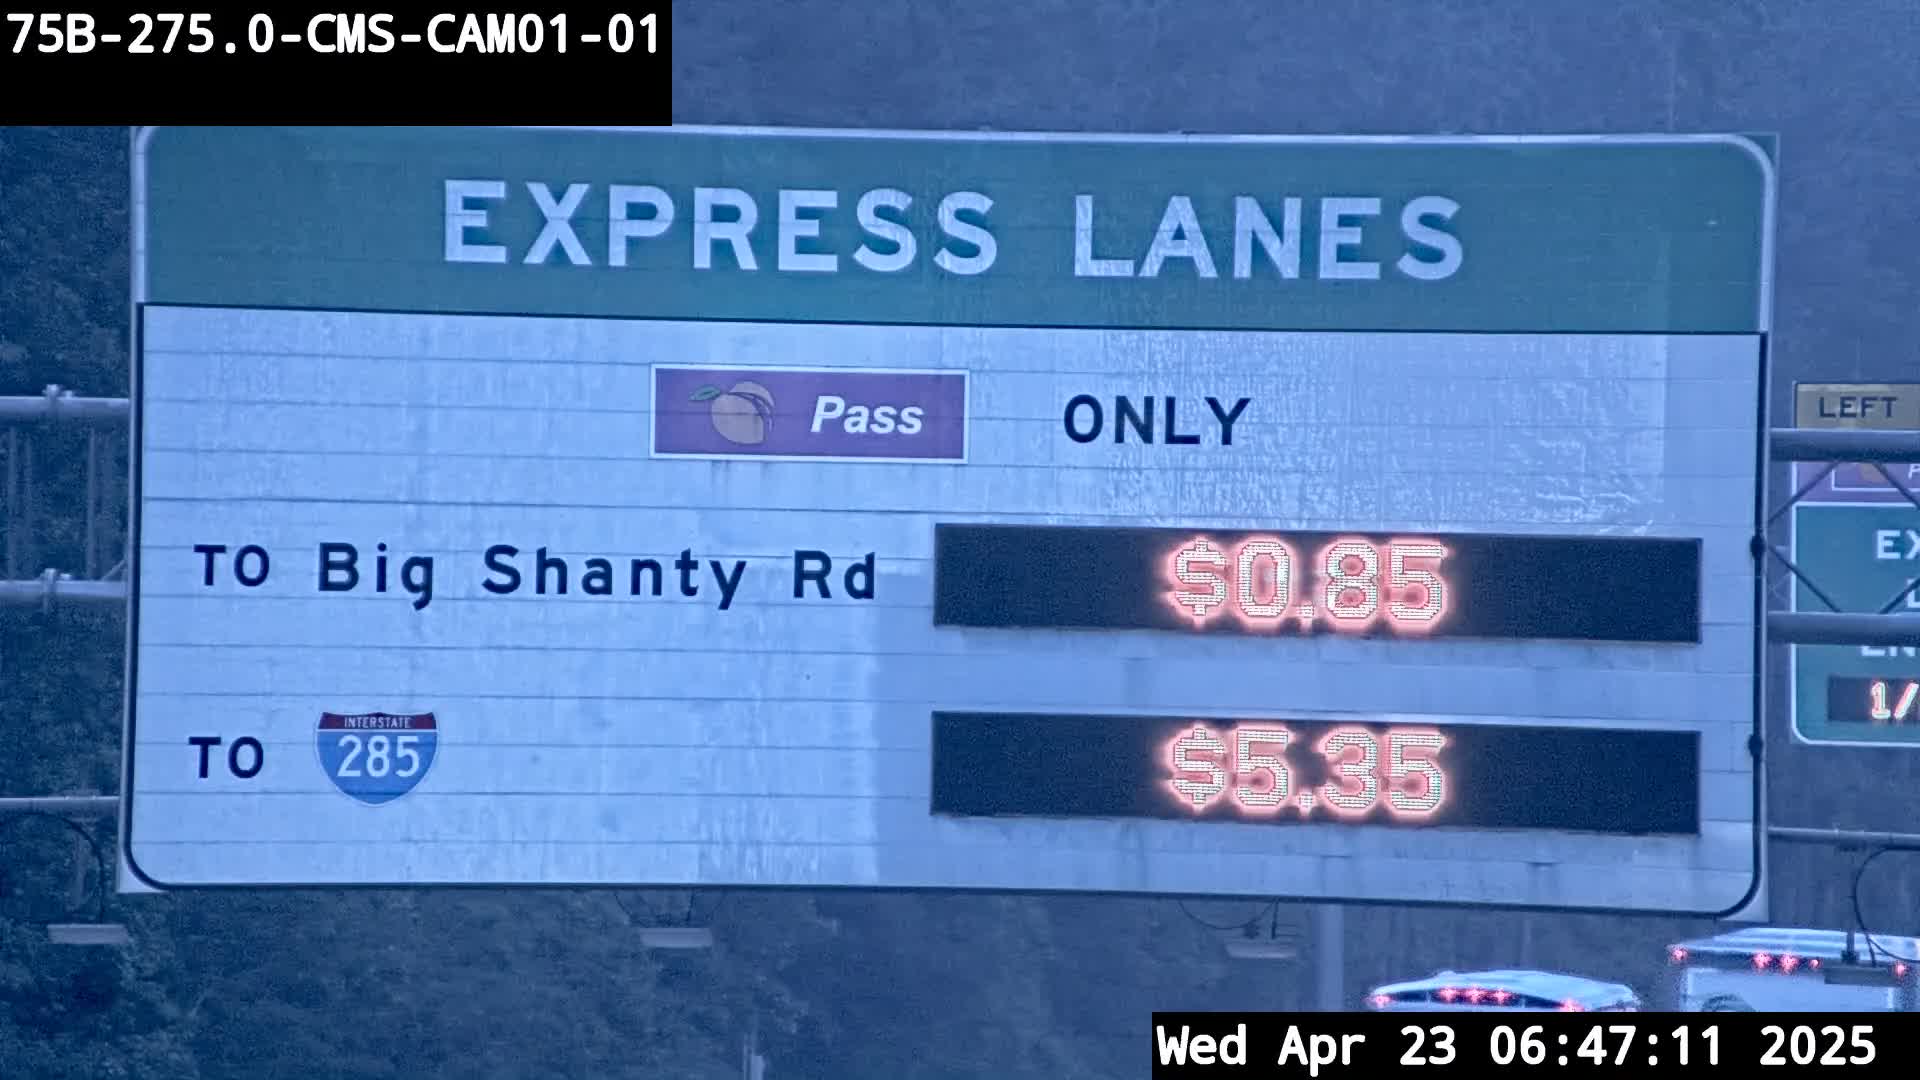 75B-275.0-CMS-CAM01-01
EXPRESS LANES
Pass ONLY
TO Big Shanty Rd $0.85
TO INTERSTATE 285 $5.35
LEFT
1/
Wed Apr 23 06:47:11 2025